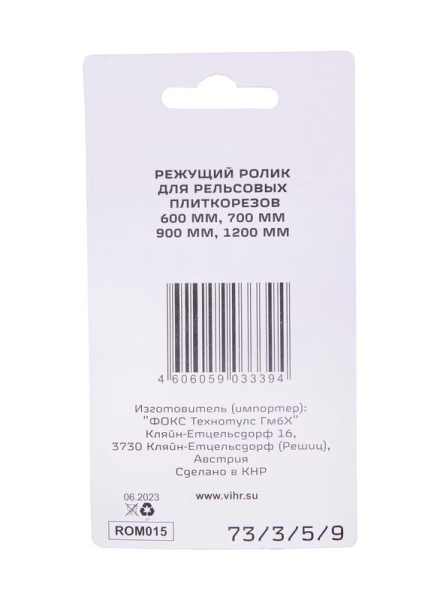 РЕЖУЩИЙ РОЛИК
ДЛЯ РЕЛЬСОВЫХ
ПЛИТКОРЕЗОВ
600 ММ, 700 ММ
900 ММ, 1200 ММ
4 606059 033394
Изготовитель (импортер):
"ФОКС Технотулс ГмбХ"
Кляйн-Етцельсдорф 16,
3730 Кляйн-Етцельсдорф (Решиц),
Австрия
Сделано в КНР
06.2023
www.vihr.su
ROM015
73/3/5/9